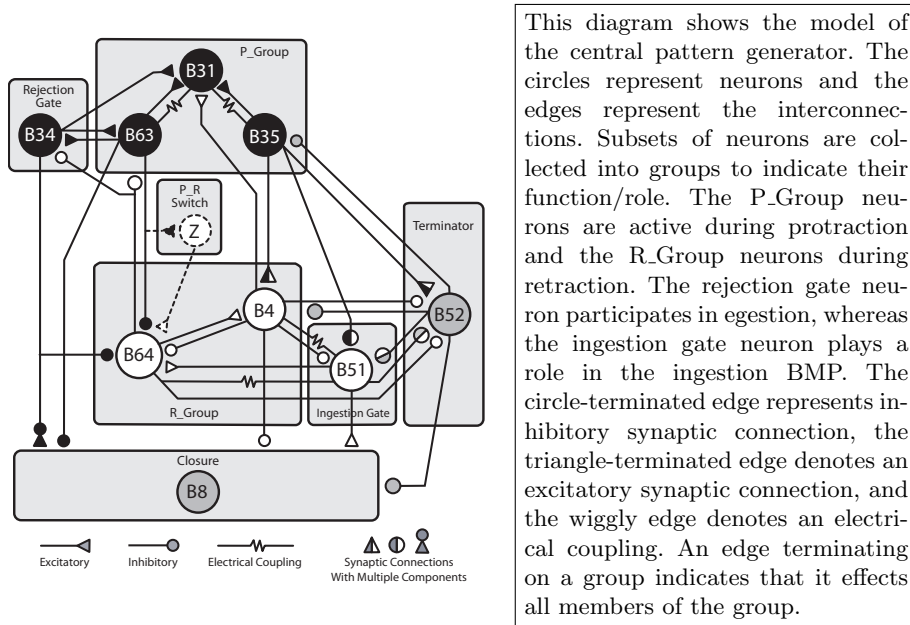 P_Group
B31
Rejection
Gate
B34
B63
B35
P_R
Switch
Z
Terminator
B4
B52
B64
B51
R_Group
Ingestion Gate
Closure
B8
Excitatory
Inhibitory
Electrical Coupling
Synaptic Connections
With Multiple Components
This diagram shows the model of
the central pattern generator. The
circles represent neurons and the
edges represent the interconnec-
tions. Subsets of neurons are col-
lected into groups to indicate their
function/role. The P_Group neu-
rons are active during protraction
and the R_Group neurons during
retraction. The rejection gate neu-
ron participates in egestion, whereas
the ingestion gate neuron plays a
role in the ingestion BMP. The
circle-terminated edge represents in-
hibitory synaptic connection, the
triangle-terminated edge denotes an
excitatory synaptic connection, and
the wiggly edge denotes an electri-
cal coupling. An edge terminating
on a group indicates that it effects
all members of the group.